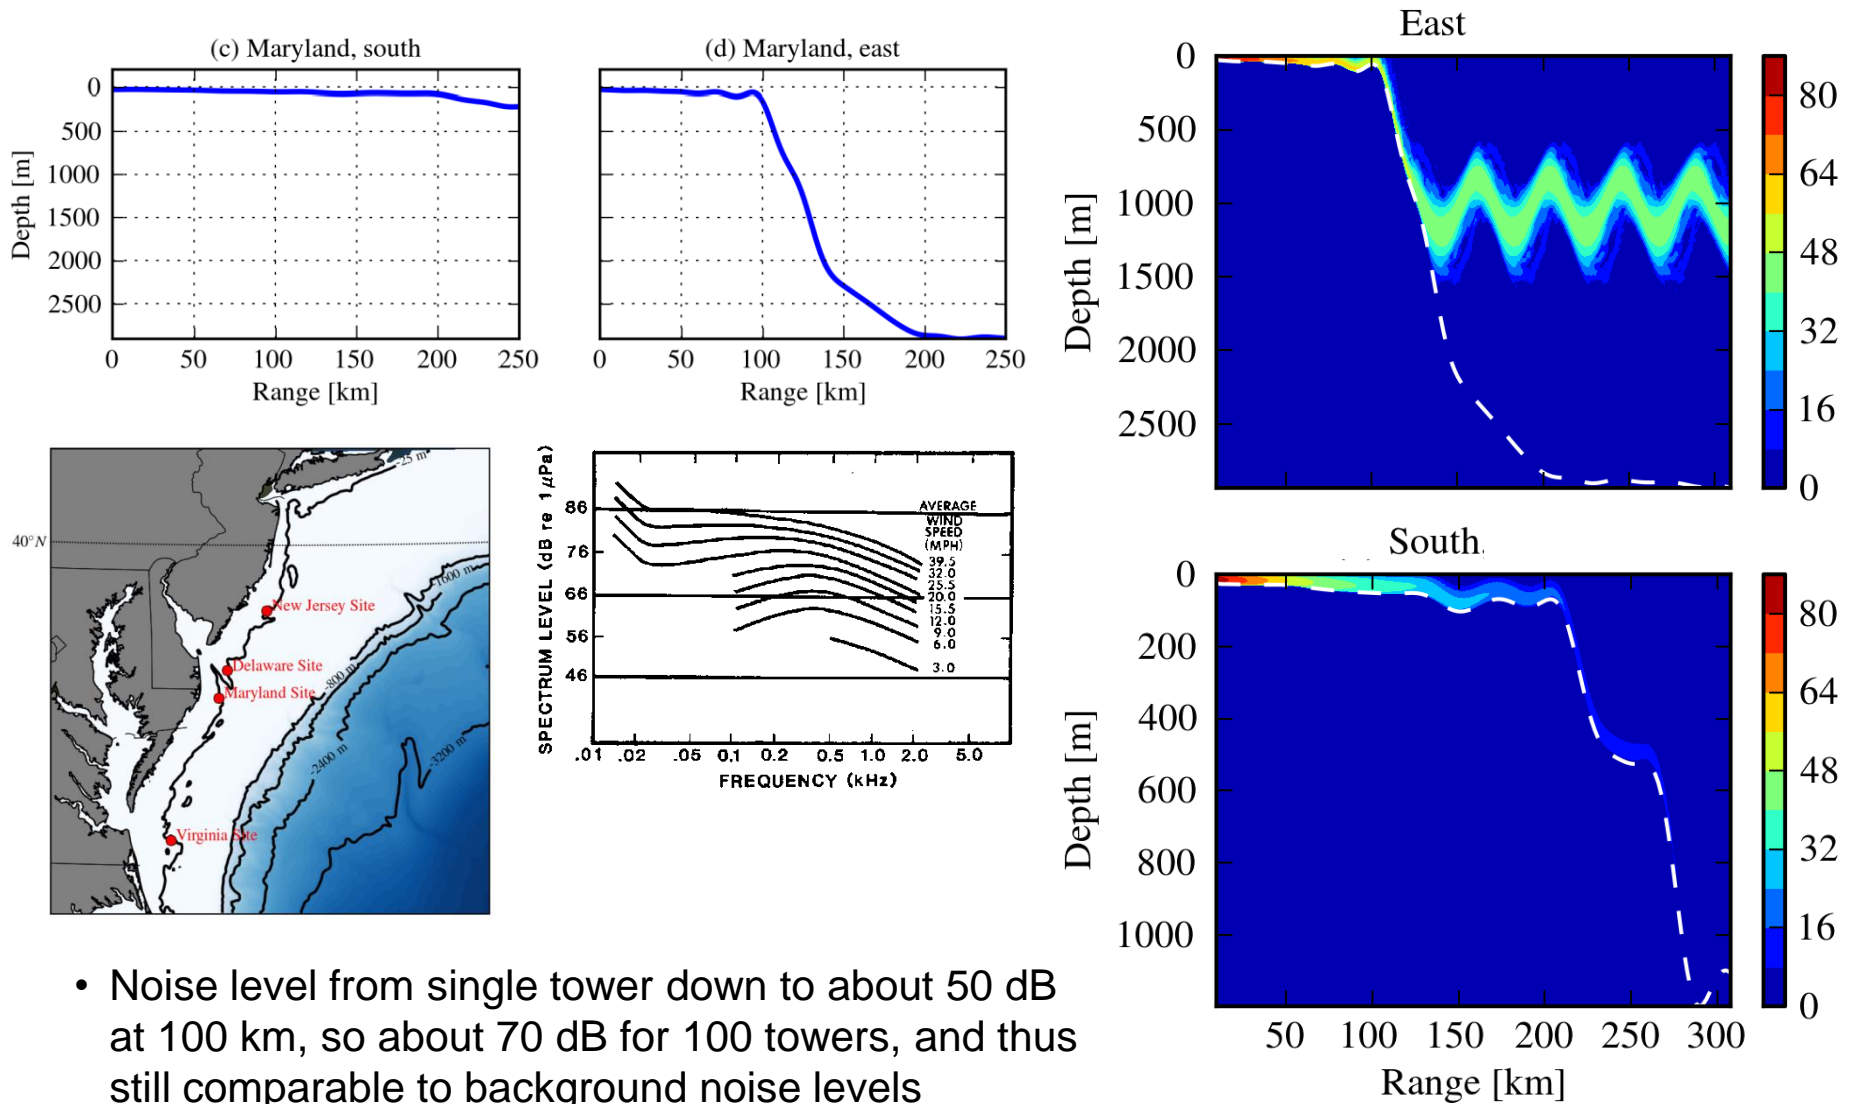 (c) Maryland, south
0
500
1000
1500
2000
2500
Depth [m]
0 50 100 150 200 250
Range [km]
(d) Maryland, east
0 50 100 150 200 250
Range [km]
East
0
500
1000
1500
2000
2500
Depth [m]
80
64
48
32
16
0
-25 m
40°N
-1600 m
New Jersey Site
Delaware Site
-800 m
Maryland Site
-2400 m
-3200 m
Virginia Site
SPECTRUM LEVEL (dB re 1 μPa)
86
76
66
56
46
AVERAGE
WIND
SPEED
(MPH)
39.5
32.0
25.5
20.0
15.5
12.0
9.0
6.0
3.0
.01 .02 .05 0.1 0.2 0.5 1.0 2.0 5.0
FREQUENCY (kHz)
South
0
200
400
600
800
1000
Depth [m]
80
64
48
32
16
0
50 100 150 200 250 300
Range [km]
• Noise level from single tower down to about 50 dB
at 100 km, so about 70 dB for 100 towers, and thus
still comparable to background noise levels